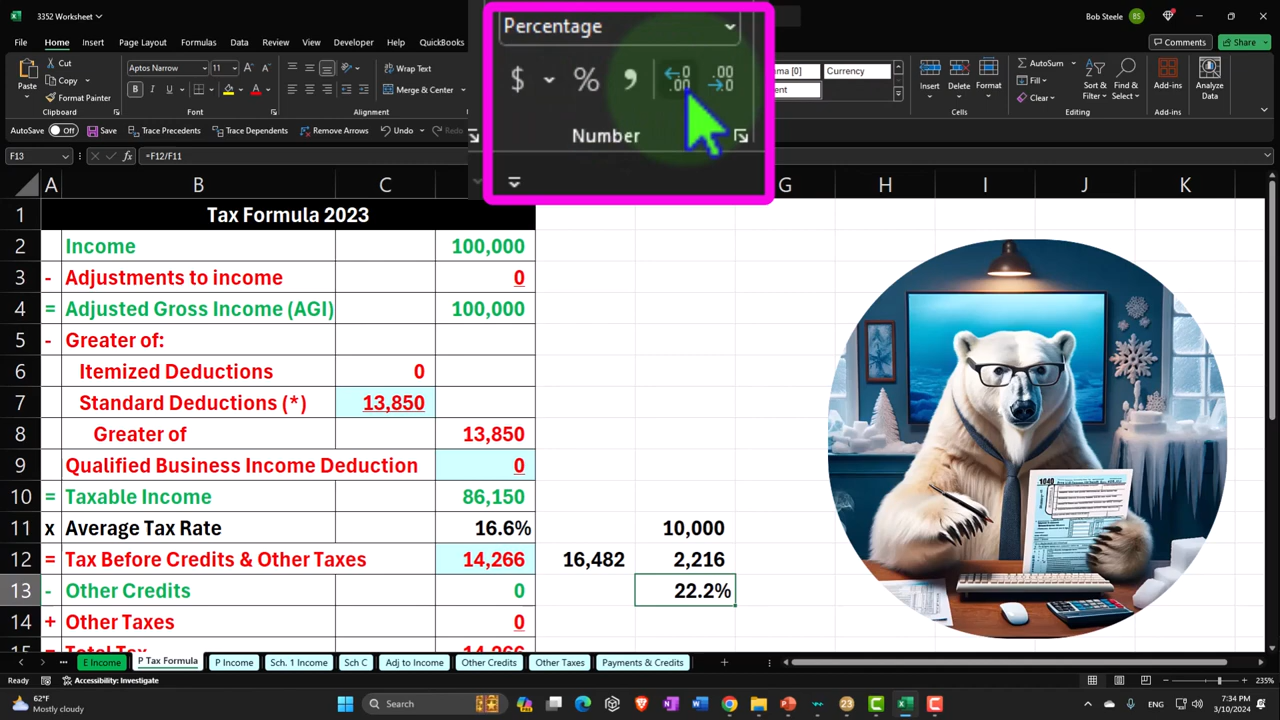 3352 Worksheet
Bob Steele BS
File Home Insert Page Layout Formulas Data Review View Developer Help QuickBooks
Comments Share
Percentage
$ % , .00 .00
Number
Paste
Cut
Copy
Format Painter
Aptos Narrow 11
B I U
Wrap Text
Merge & Center
Alignment
Currency
Insert Delete Format
Cells
AutoSum
Fill
Clear
Sort & Filter
Find & Select
Add-ins
Add-ins
Analyze Data
AutoSave Off Save Trace Precedents Trace Dependents Remove Arrows Undo Redo
F13 fx =F12/F11
A B C G H I J K
1 Tax Formula 2023
2 Income 100,000
3 - Adjustments to income 0
4 = Adjusted Gross Income (AGI) 100,000
5 - Greater of:
6 Itemized Deductions 0
7 Standard Deductions (*) 13,850
8 Greater of 13,850
9 Qualified Business Income Deduction 0
10 = Taxable Income 86,150
11 x Average Tax Rate 16.6% 10,000
12 = Tax Before Credits & Other Taxes 14,266 16,482 2,216
13 - Other Credits 0 22.2%
14 + Other Taxes 0
1040
E Income P Tax Formula P Income Sch. 1 Income Sch C Adj to Income Other Credits Other Taxes Payments & Credits
Ready Accessibility: Investigate 235%
62°F
Mostly cloudy
Search
23
ENG
7:34 PM
3/10/2024